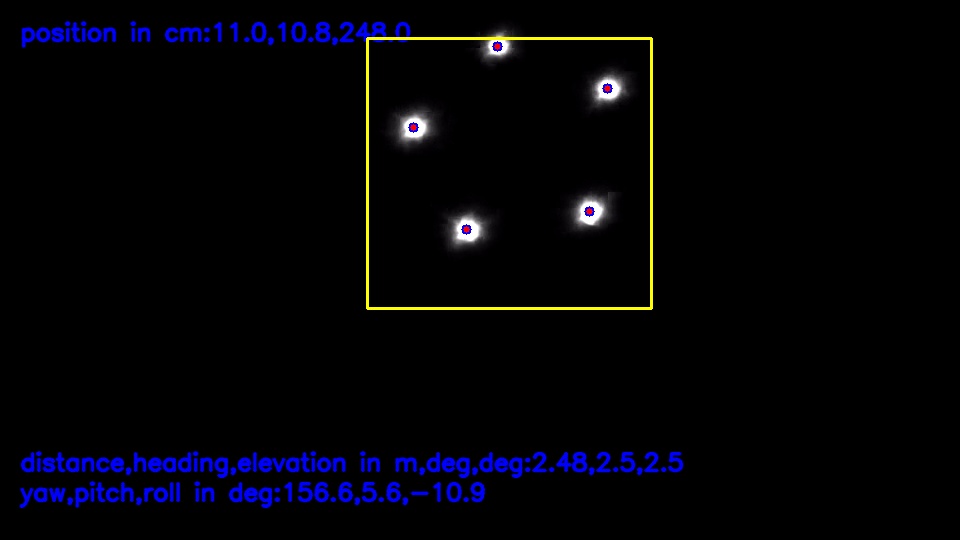 position in cm:11.0,10.8,248.0
distance,heading,elevation in m,deg,deg:2.48,2.5,2.5
yaw,pitch,roll in deg:156.6,5.6,-10.9